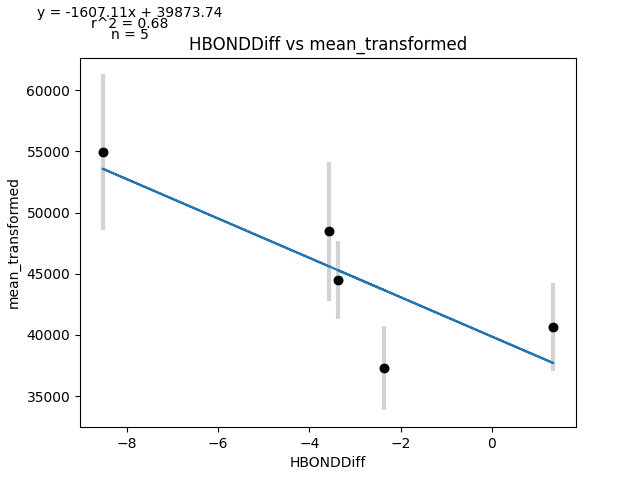 y = -1607.11x + 39873.74
r^2 = 0.68
n = 5
HBONDDiff vs mean_transformed
60000
55000
50000
45000
40000
35000
mean_transformed
−8
−6
−4
−2
0
HBONDDiff